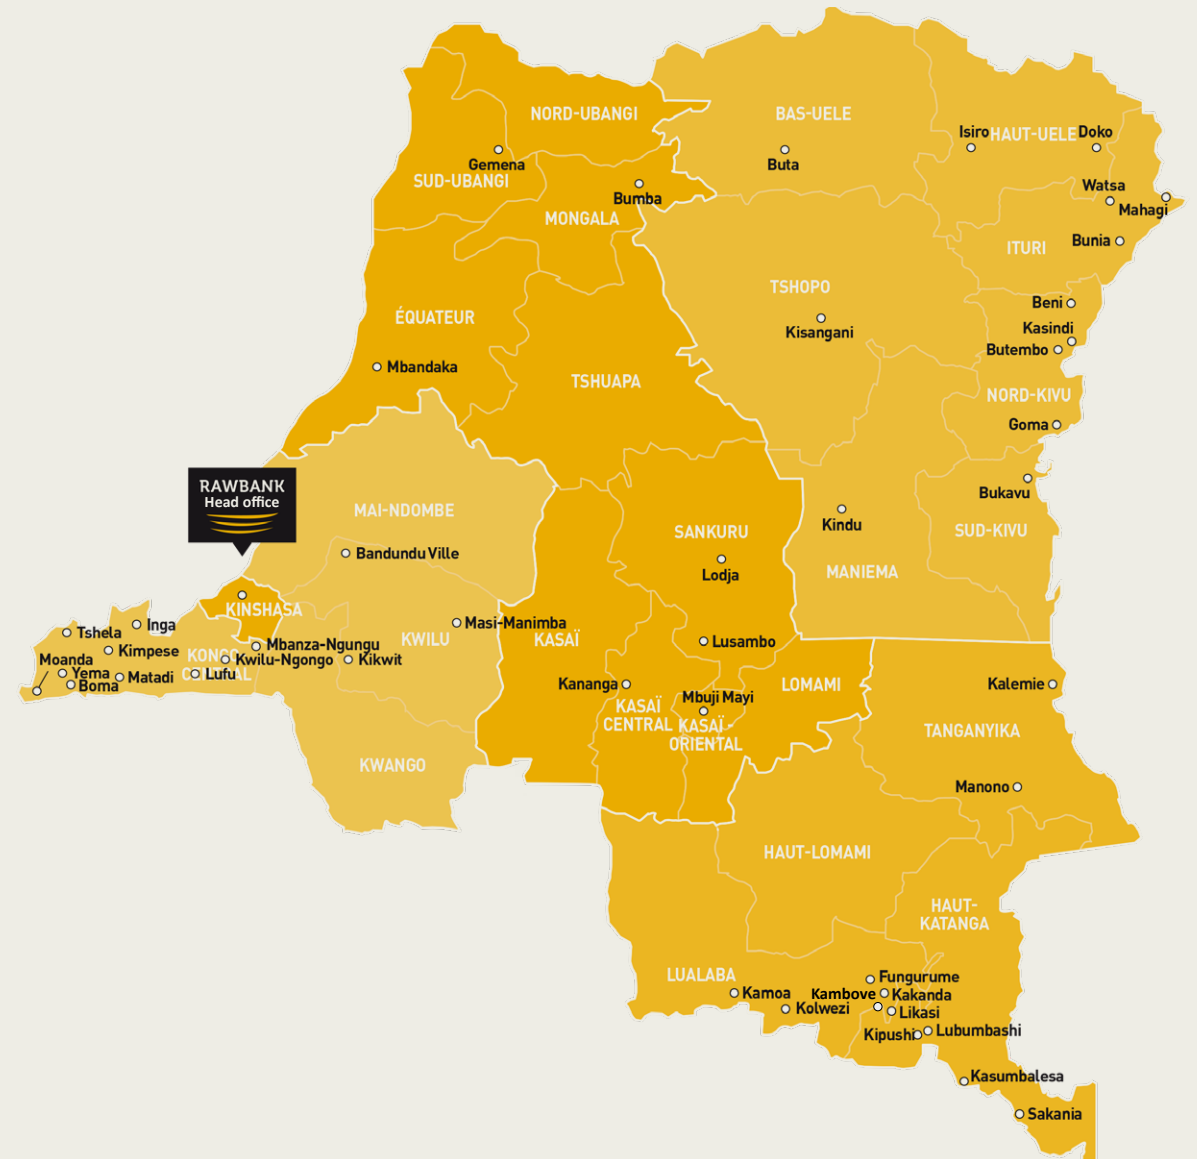 NORD-UBANGI
BAS-UELE
Isiro
HAUT-UELE
Doko
Gemena
SUD-UBANGI
Buta
Bumba
Watsa
Mahagi
MONGALA
Bunia
ITURI
TSHOPO
Beni
ÉQUATEUR
Kisangani
Kasindi
Butembo
Mbandaka
TSHUAPA
NORD-KIVU
Goma
RAWBANK
Head office
MAI-NDOMBE
Bukavu
Kindu
SANKURU
SUD-KIVU
Bandundu Ville
Lodja
MANIEMA
KINSHASA
Inga
Tshela
Masi-Manimba
KASAÏ
KWILU
Lusambo
Mbanza-Ngungu
Kimpese
KONGO
CENTRAL
Moanda
Kwilu-Ngongo
Kikwit
Yema
Matadi
Lufu
Boma
Kananga
LOMAMI
Kalemie
Mbuji Mayi
KASAÏ
CENTRAL
KASAÏ -
ORIENTAL
TANGANYIKA
KWANGO
Manono
HAUT-LOMAMI
HAUT-
KATANGA
LUALABA
Fungurume
Kamoa
Kambove
Kakanda
Kolwezi
Likasi
Kipushi
Lubumbashi
Kasumbalesa
Sakania